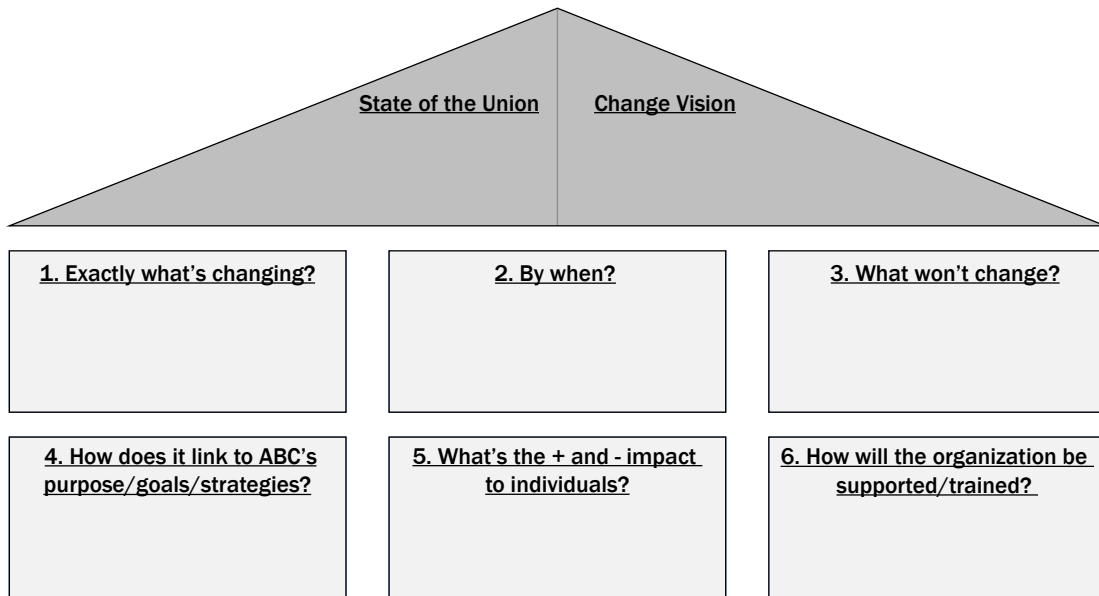 State of the Union
Change Vision
1. Exactly what's changing?
2. By when?
3. What won't change?
4. How does it link to ABC's
purpose/goals/strategies?
5. What's the + and - impact
to individuals?
6. How will the organization be
supported/trained?